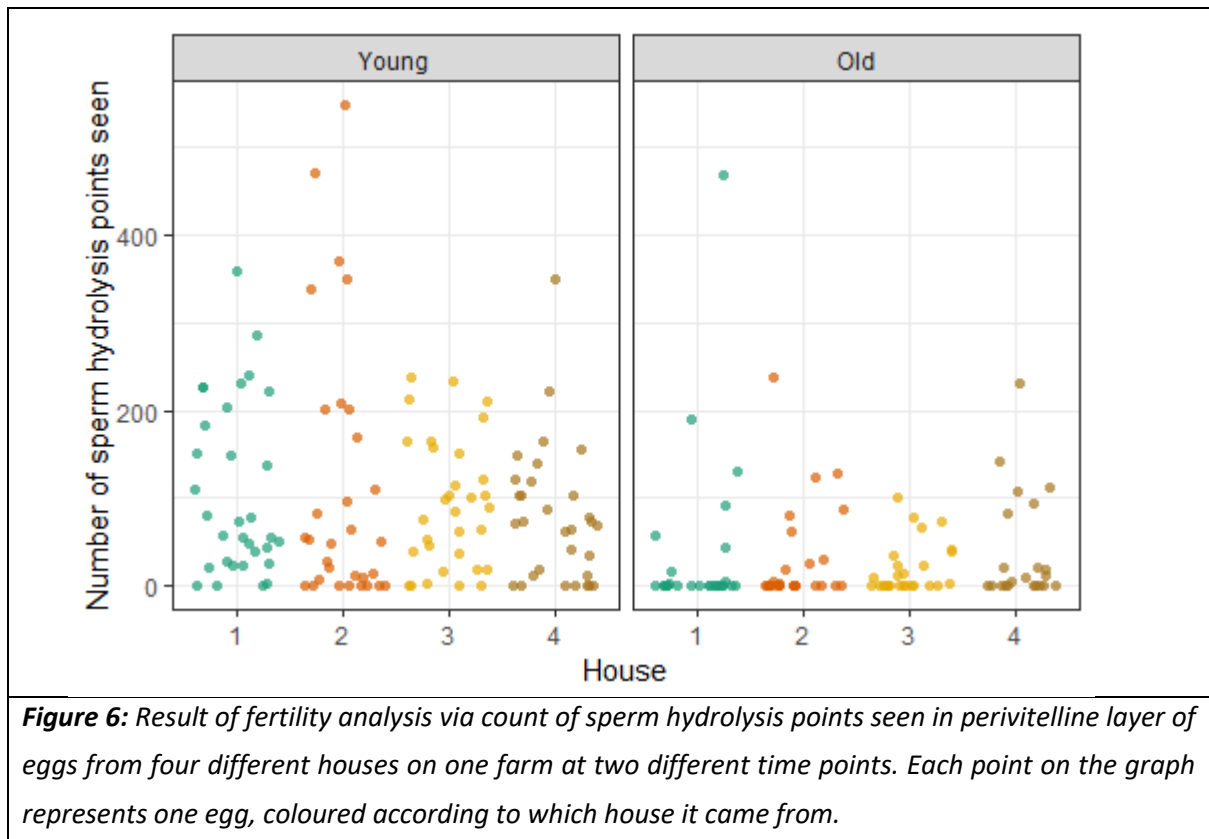 Young
Old
Number of sperm hydrolysis points seen
400
200
0
1
2
3
4
1
2
3
4
House
Figure 6: Result of fertility analysis via count of sperm hydrolysis points seen in perivitelline layer of
eggs from four different houses on one farm at two different time points. Each point on the graph
represents one egg, coloured according to which house it came from.